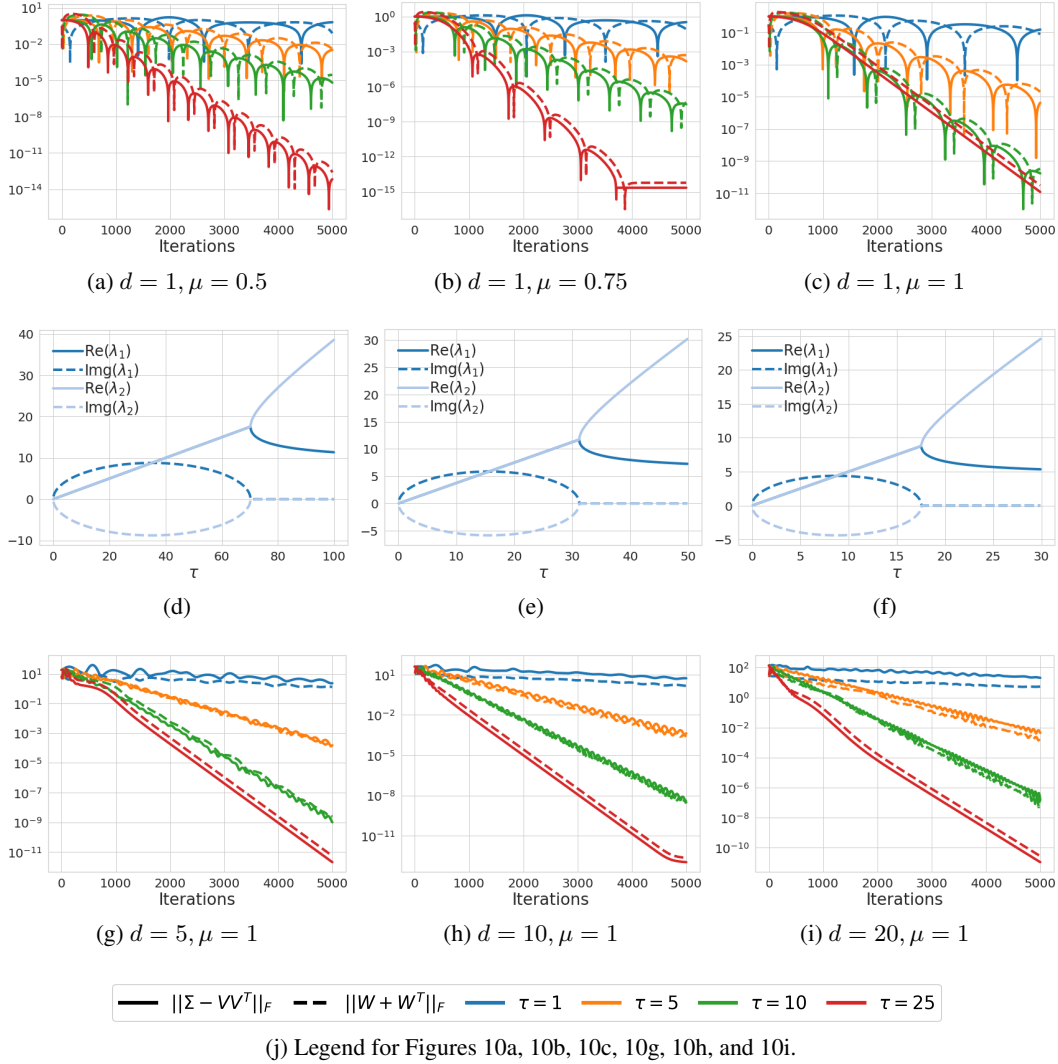 10^1
10^-2
10^-5
10^-8
10^-11
10^-14
0 1000 2000 3000 4000 5000
Iterations
(a) d = 1, μ = 0.5
10^0
10^-3
10^-6
10^-9
10^-12
10^-15
0 1000 2000 3000 4000 5000
Iterations
(b) d = 1, μ = 0.75
10^-1
10^-3
10^-5
10^-7
10^-9
10^-11
0 1000 2000 3000 4000 5000
Iterations
(c) d = 1, μ = 1
40
30
20
10
0
−10
Re(λ₁)
Img(λ₁)
Re(λ₂)
Img(λ₂)
0 20 40 60 80 100
τ
(d)
30
25
20
15
10
5
0
−5
Re(λ₁)
Img(λ₁)
Re(λ₂)
Img(λ₂)
0 10 20 30 40 50
τ
(e)
25
20
15
10
5
0
−5
Re(λ₁)
Img(λ₁)
Re(λ₂)
Img(λ₂)
0 5 10 15 20 25 30
τ
(f)
10^1
10^-1
10^-3
10^-5
10^-7
10^-9
10^-11
0 1000 2000 3000 4000 5000
Iterations
(g) d = 5, μ = 1
10^1
10^-2
10^-5
10^-8
10^-11
0 1000 2000 3000 4000 5000
Iterations
(h) d = 10, μ = 1
10^2
10^0
10^-2
10^-4
10^-6
10^-8
10^-10
0 1000 2000 3000 4000 5000
Iterations
(i) d = 20, μ = 1
||Σ − VV^T||_F ||W + W^T||_F τ = 1 τ = 5 τ = 10 τ = 25
(j) Legend for Figures 10a, 10b, 10c, 10g, 10h, and 10i.